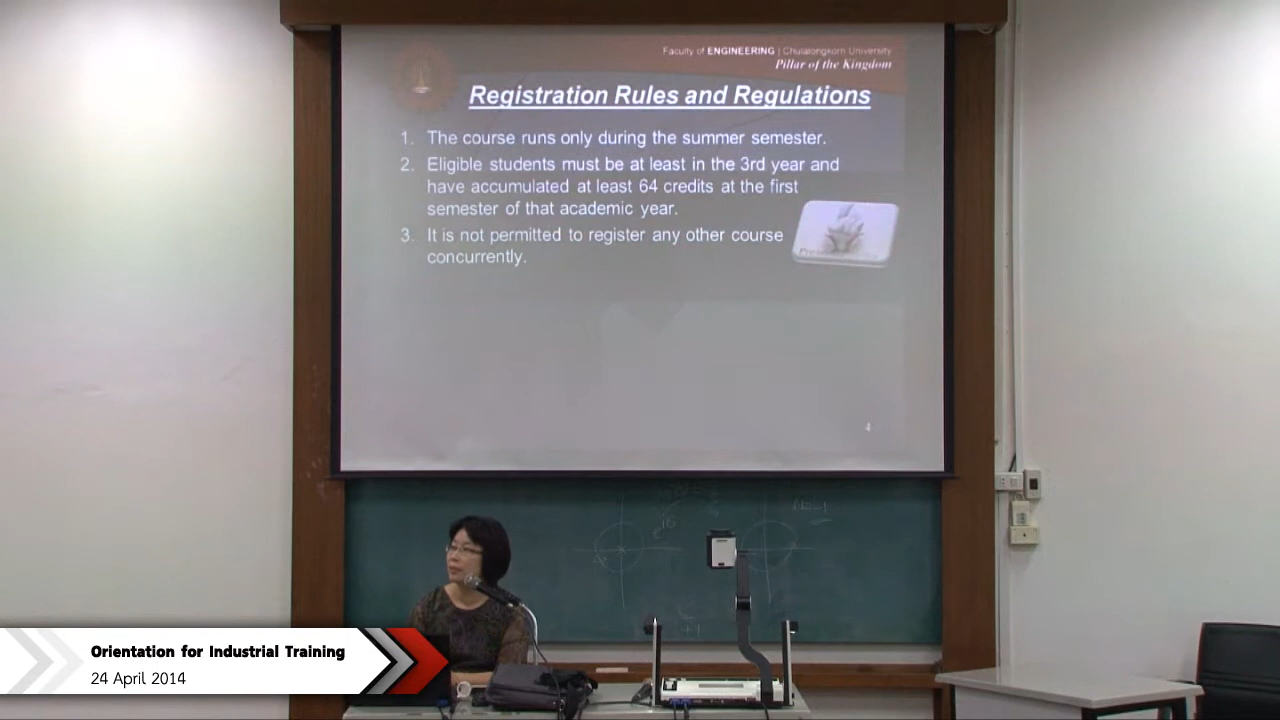 Faculty of ENGINEERING | Chulalongkorn University
Pillar of the Kingdom
Registration Rules and Regulations
1. The course runs only during the summer semester.
2. Eligible students must be at least in the 3rd year and
have accumulated at least 64 credits at the first
semester of that academic year.
3. It is not permitted to register any other course
concurrently.
4
16
Orientation for Industrial Training
24 April 2014